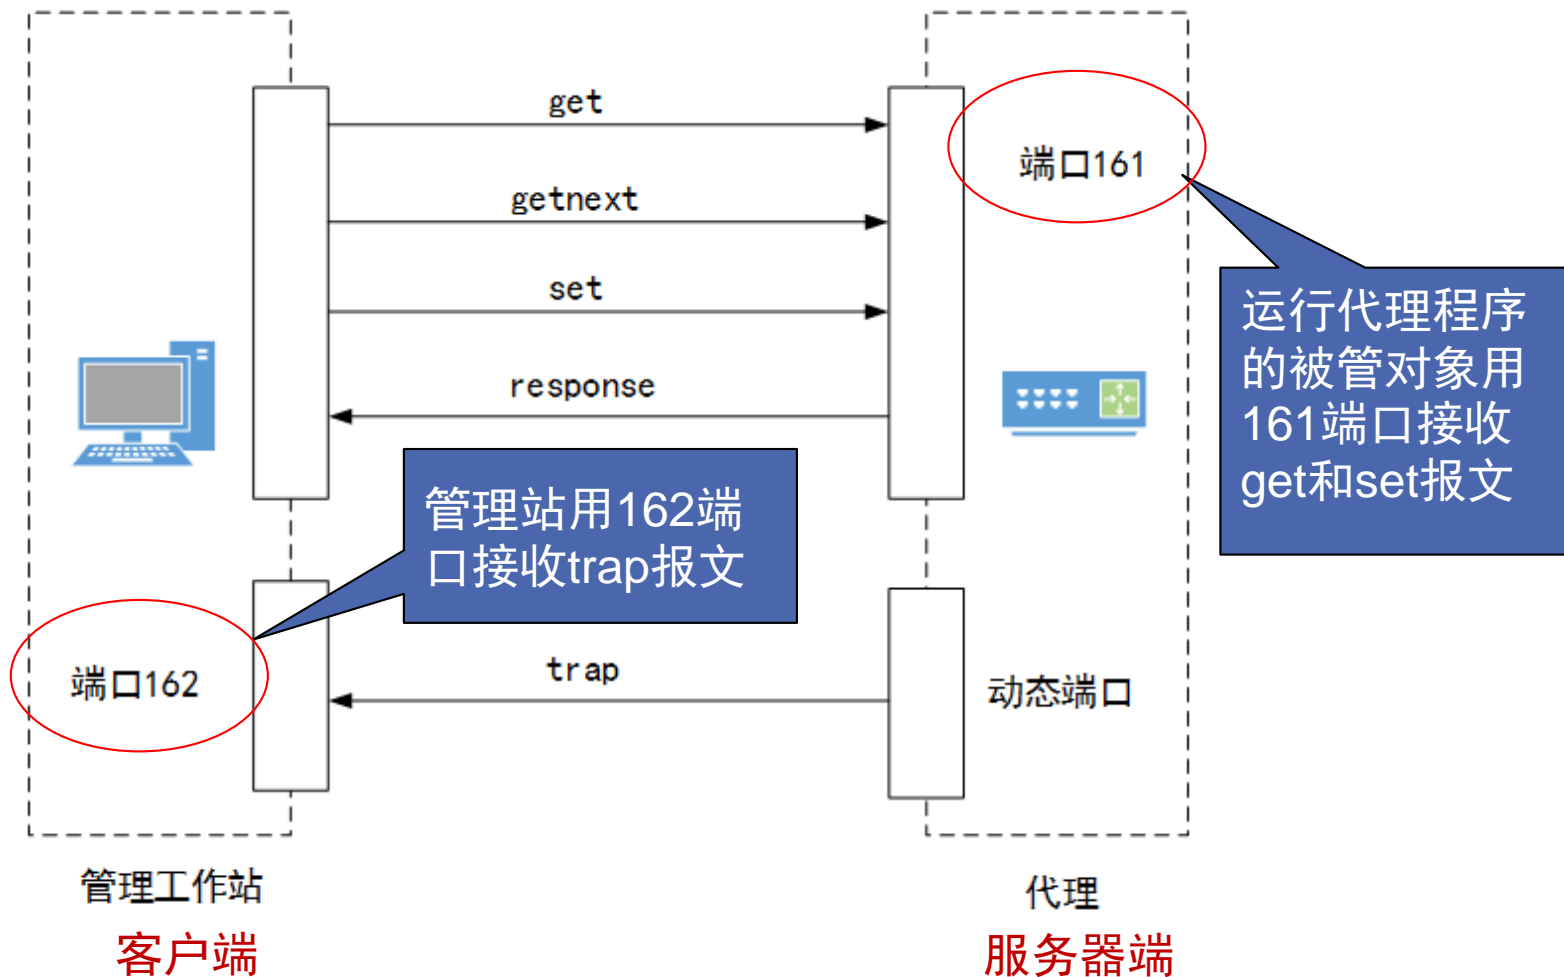 get
端口161
getnext
set
运行代理程序
的被管对象用
161端口接收
get和set报文
response
管理站用162端
口接收trap报文
端口162
trap
动态端口
管理工作站
代理
客户端
服务器端